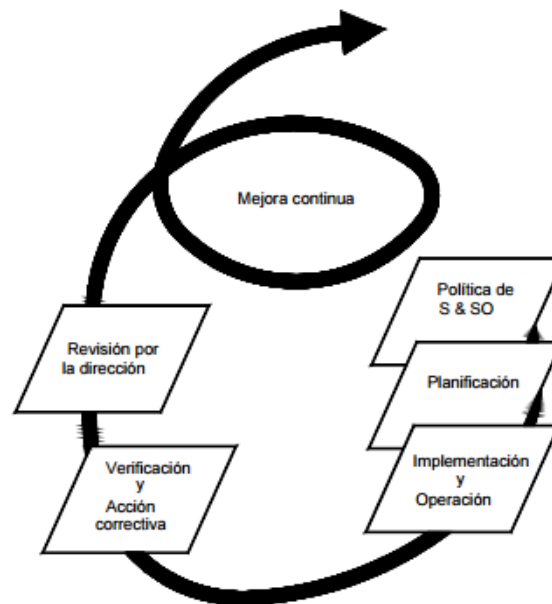 Mejora continua
Política de
S & SO
Revisión por
la dirección
Planificación
Verificación
y
Acción
correctiva
Implementación
y
Operación